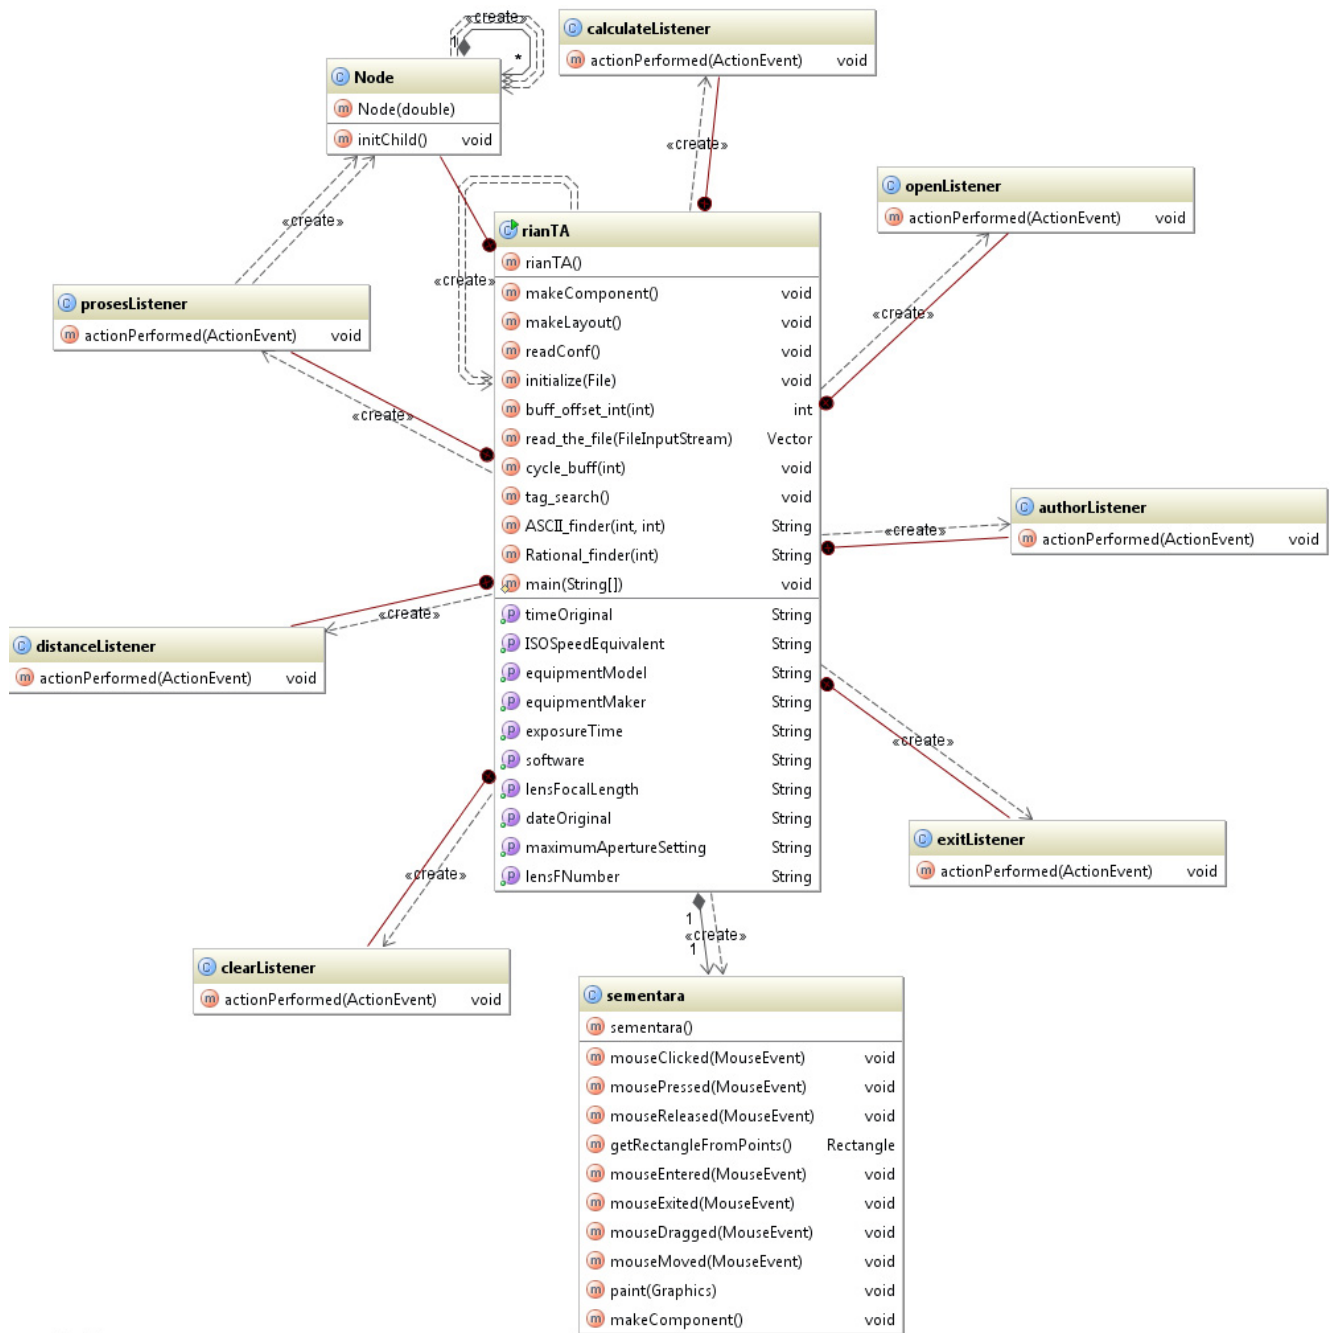 «create»
1
*
Node
Node(double)
initChild() void
calculateListener
actionPerformed(ActionEvent) void
«create»
openListener
actionPerformed(ActionEvent) void
«create»
«create»
prosesListener
actionPerformed(ActionEvent) void
«create»
«create»
rianTA
rianTA()
makeComponent() void
makeLayout() void
readConf() void
initialize(File) void
buff_offset_int(int) int
read_the_file(FileInputStream) Vector
cycle_buff(int) void
tag_search() void
ASCII_finder(int, int) String
Rational_finder(int) String
main(String[]) void
timeOriginal String
ISOSpeedEquivalent String
equipmentModel String
equipmentMaker String
exposureTime String
software String
lensFocalLength String
dateOriginal String
maximumApertureSetting String
lensFNumber String
«create»
authorListener
actionPerformed(ActionEvent) void
«create»
distanceListener
actionPerformed(ActionEvent) void
«create»
exitListener
actionPerformed(ActionEvent) void
«create»
clearListener
actionPerformed(ActionEvent) void
1
«create»
1
sementara
sementara()
mouseClicked(MouseEvent) void
mousePressed(MouseEvent) void
mouseReleased(MouseEvent) void
getRectangleFromPoints() Rectangle
mouseEntered(MouseEvent) void
mouseExited(MouseEvent) void
mouseDragged(MouseEvent) void
mouseMoved(MouseEvent) void
paint(Graphics) void
makeComponent() void